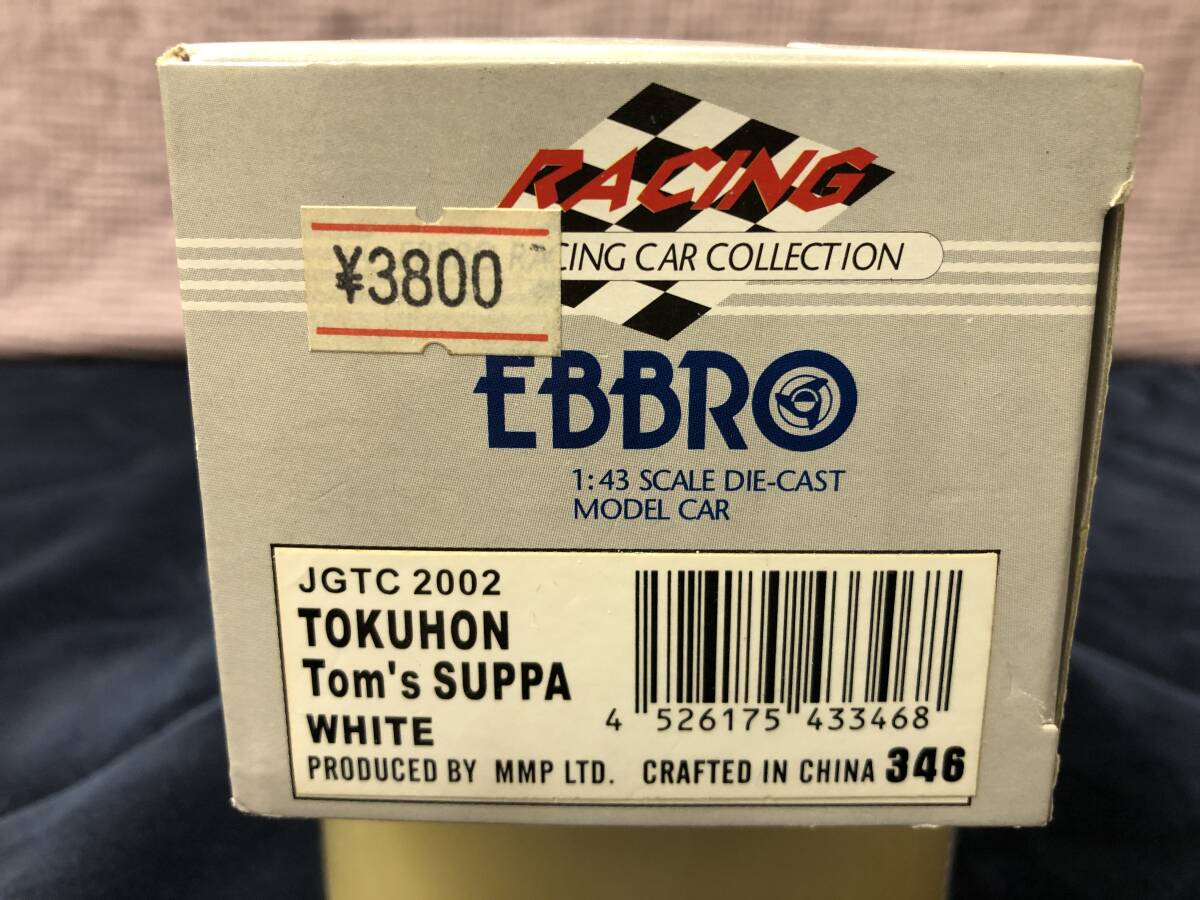 RACING
¥3800
RACING CAR COLLECTION
EBBRO
1:43 SCALE DIE-CAST
MODEL CAR
JGTC 2002
TOKUHON
Tom's SUPPA
WHITE
4 526175 433468
PRODUCED BY MMP LTD. CRAFTED IN CHINA 346